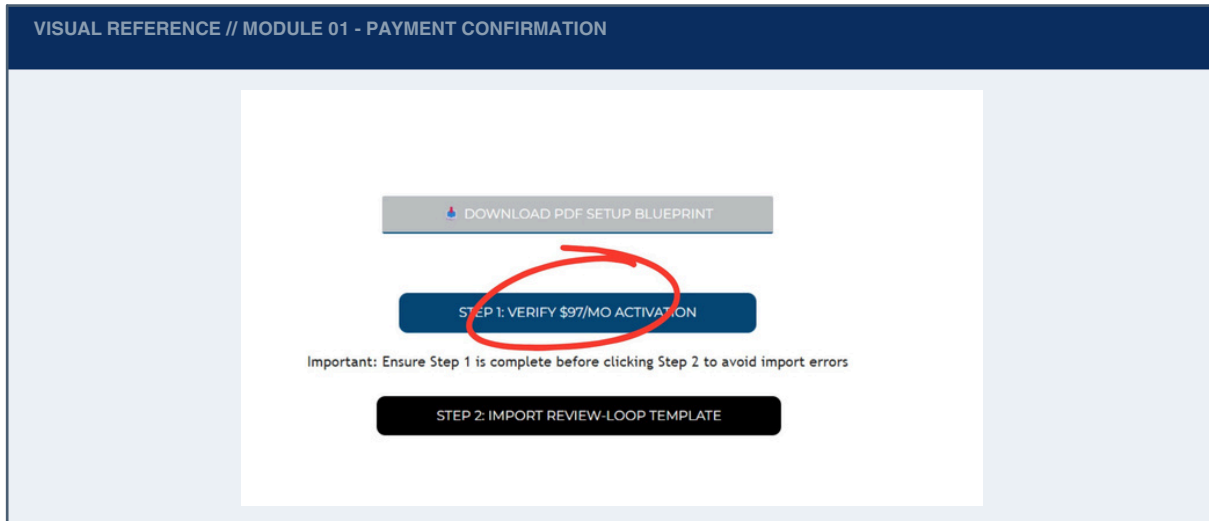 VISUAL REFERENCE // MODULE 01 - PAYMENT CONFIRMATION
DOWNLOAD PDF SETUP BLUEPRINT
STEP 1: VERIFY $97/MO ACTIVATION
Important: Ensure Step 1 is complete before clicking Step 2 to avoid import errors
STEP 2: IMPORT REVIEW-LOOP TEMPLATE